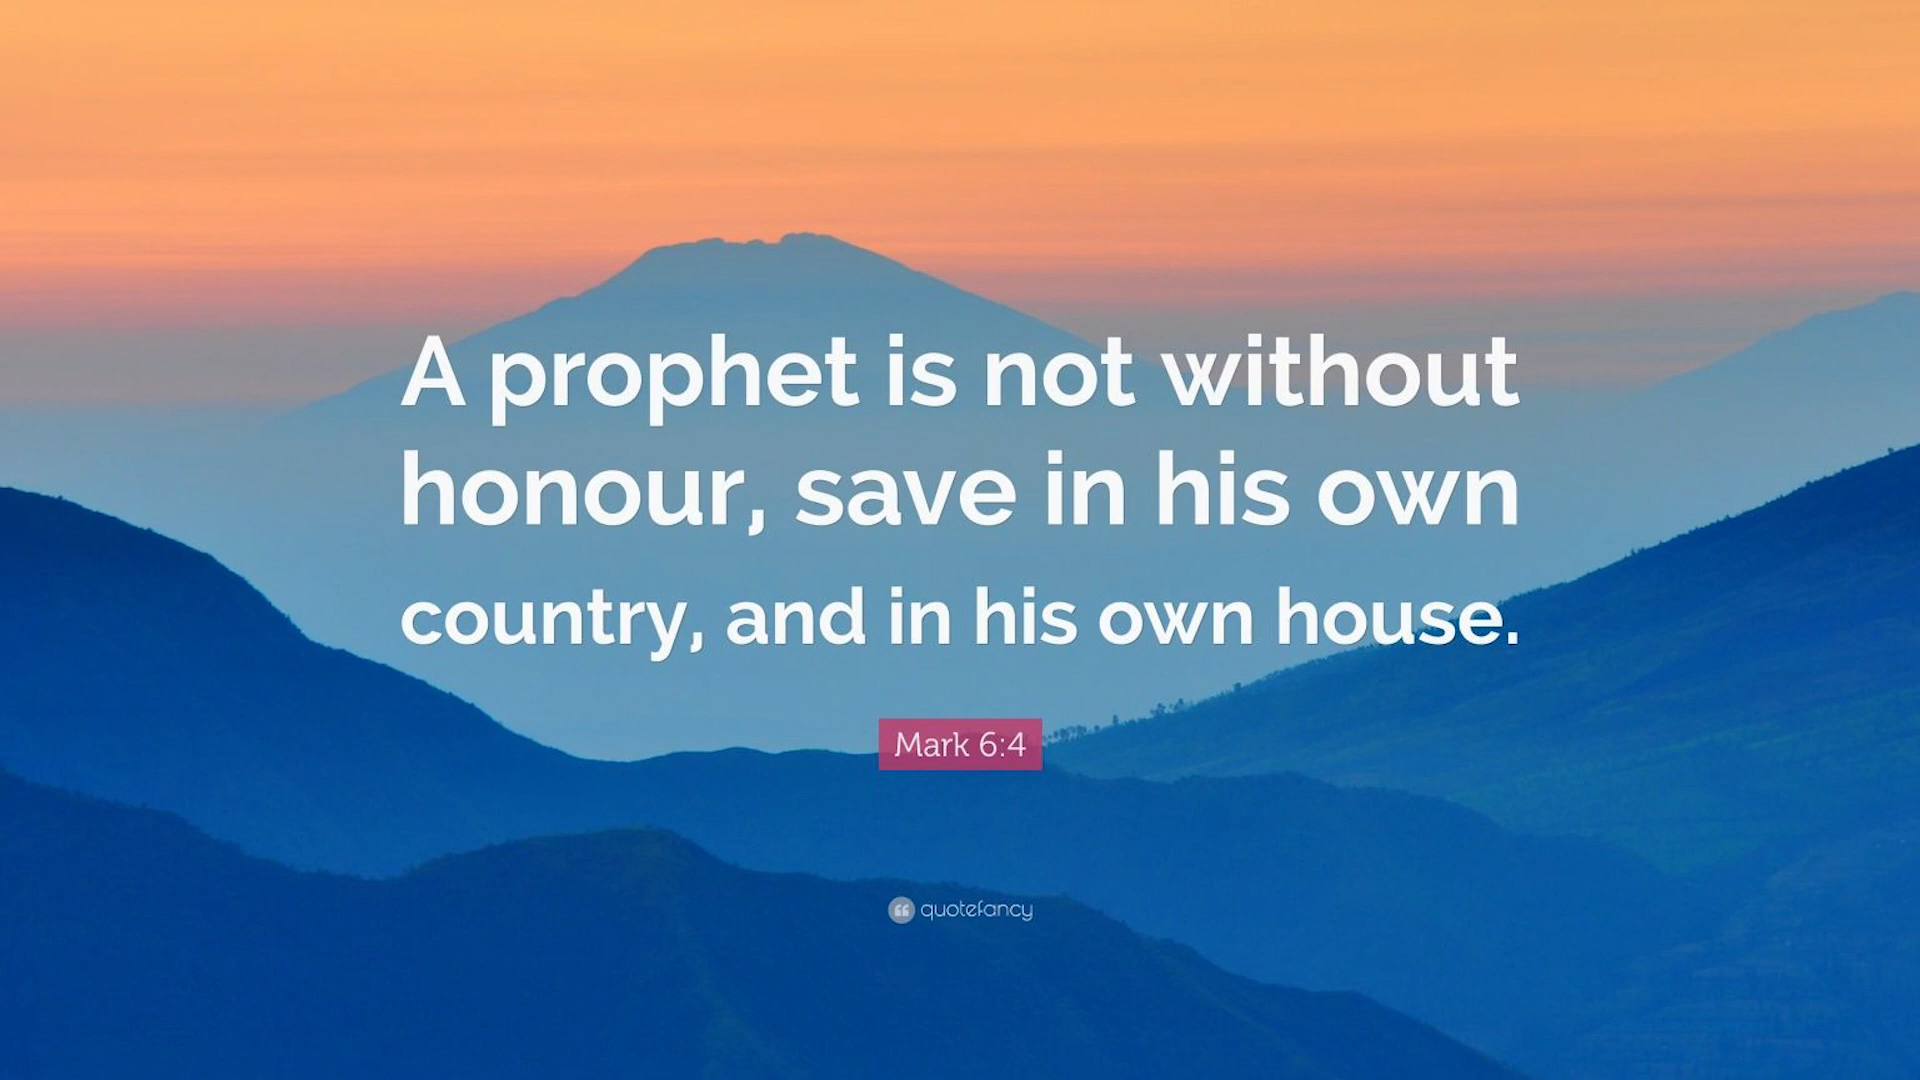 A prophet is not without
honour, save in his own
country, and in his own house.
Mark 6:4
quotefancy